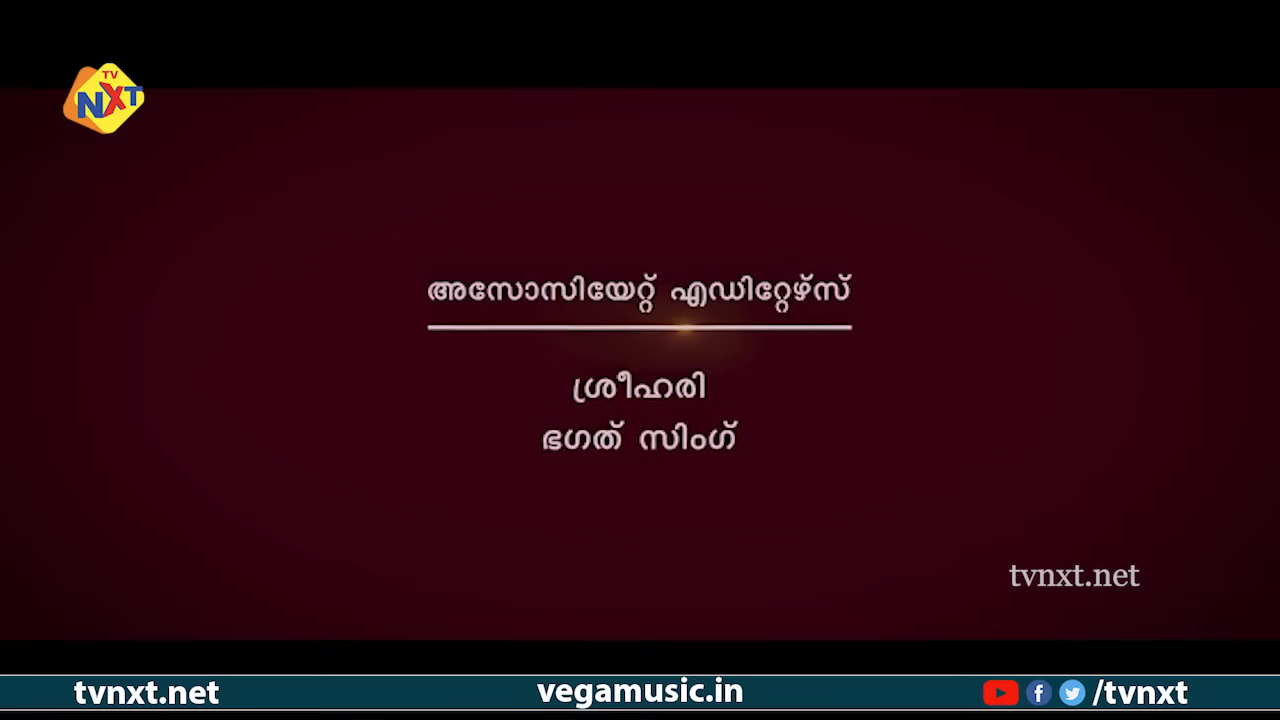 TV
NXT
അസോസിയേറ്റ് എഡിറ്റേഴ്സ്
ശ്രീഹരി
ഭഗത് സിംഗ്
tvnxt.net
tvnxt.net vegamusic.in /tvnxt